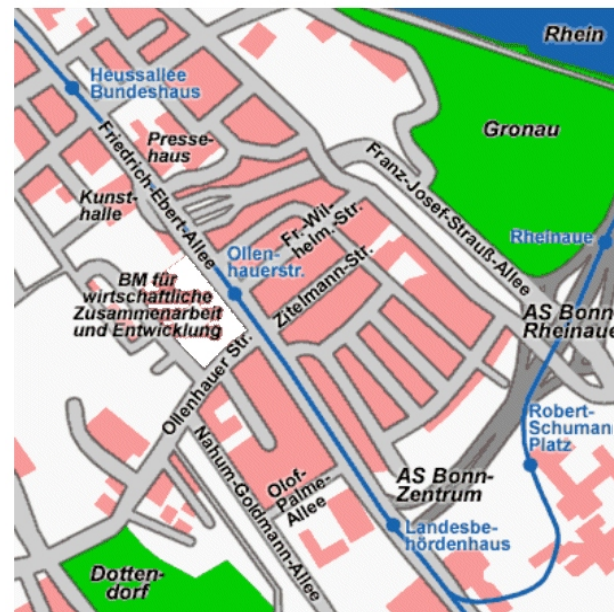 Rhein
Heussallee
Bundeshaus
Gronau
Presse-
haus
Friedrich-Ebert-Allee
Franz-Josef-Strauß-Allee
Kunst-
halle
Fr.-Wil-
helm.-Str.
Rheinaue
Ollen-
hauerstr.
Zitelmann-Str.
BM für
wirtschaftliche
Zusammenarbeit
und Entwicklung
AS Bonn-
Rheinaue
Ollenhauer Str.
Robert-
Schumann
Platz
Nahum-Goldmann-Allee
Olof-
Palme-
Allee
AS Bonn-
Zentrum
Landesbe-
hördenhaus
Dotten-
dorf